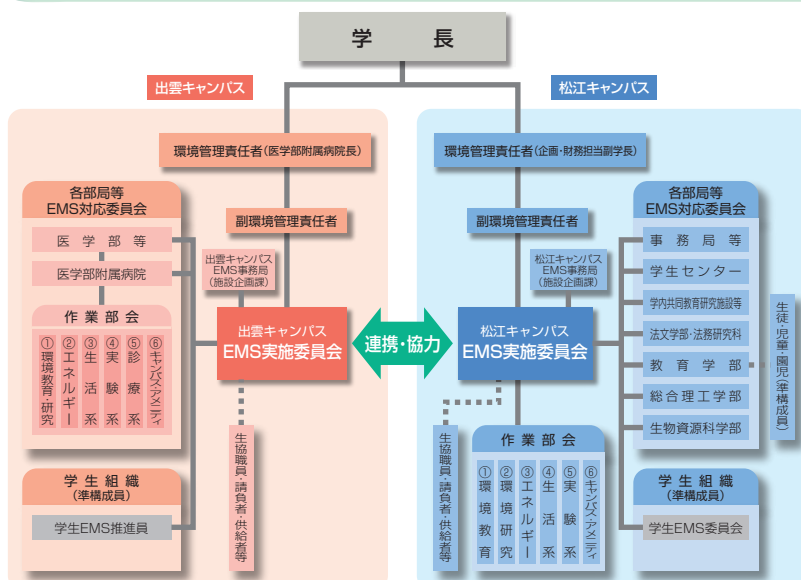 学　長
出雲キャンパス
松江キャンパス
環境管理責任者(医学部附属病院長)
環境管理責任者(企画・財務担当副学長)
副環境管理責任者
副環境管理責任者
各部局等
EMS対応委員会
医学部等
医学部附属病院
作業部会
①環境教育・研究
②エネルギー
③生活系
④実験系
⑤診療系
⑥キャンパス・アメニティ
学生組織
(準構成員)
学生EMS推進員
出雲キャンパス
EMS事務局
(施設企画課)
出雲キャンパス
EMS実施委員会
生協職員・請負者・供給者等
連携・協力
松江キャンパス
EMS事務局
(施設企画課)
松江キャンパス
EMS実施委員会
生協職員・請負者・供給者等
作業部会
①環境教育
②環境研究
③エネルギー
④生活系
⑤実験系
⑥キャンパス・アメニティ
各部局等
EMS対応委員会
事務局等
学生センター
学内共同教育研究施設等
法文学部・法務研究科
教育学部
総合理工学部
生物資源科学部
生徒・児童・園児(準構成員)
学生組織
(準構成員)
学生EMS委員会